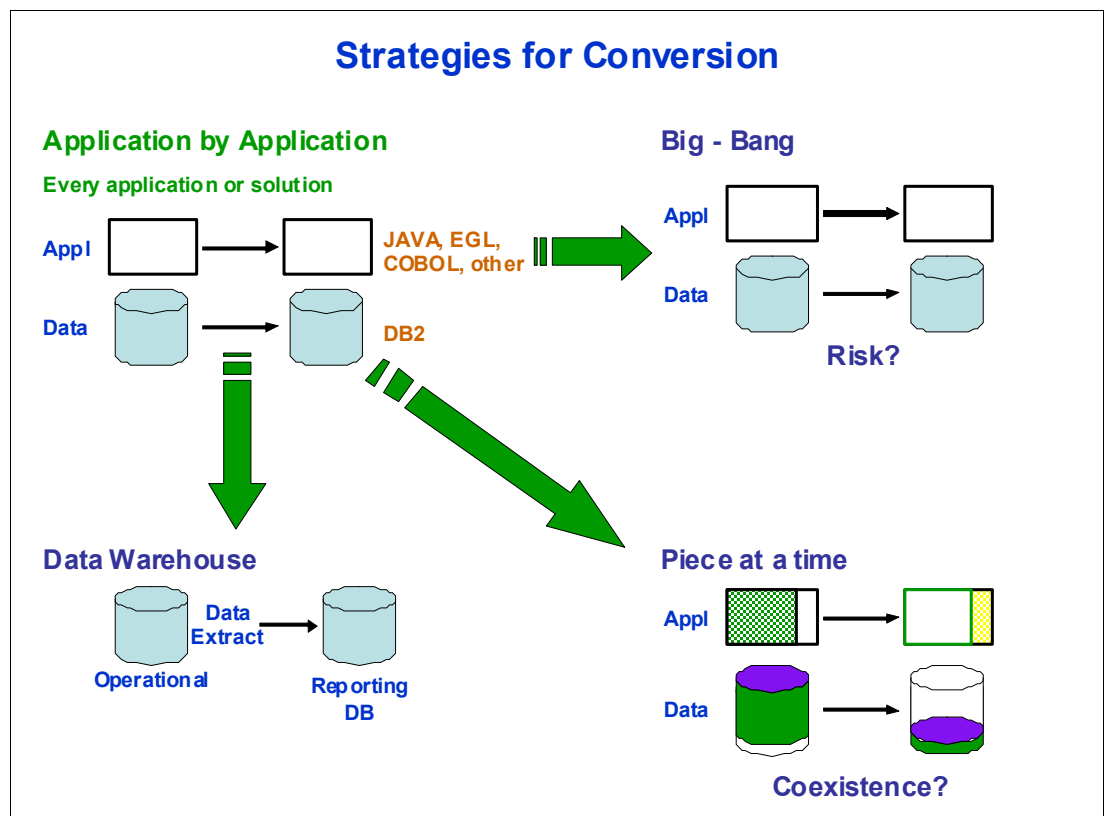 Strategies for Conversion
Application by Application
Every application or solution
Appl
JAVA, EGL,
COBOL, other
Data
DB2
Big - Bang
Appl
Data
Risk?
Data Warehouse
Data
Extract
Operational
Reporting
DB
Piece at a time
Appl
Data
Coexistence?